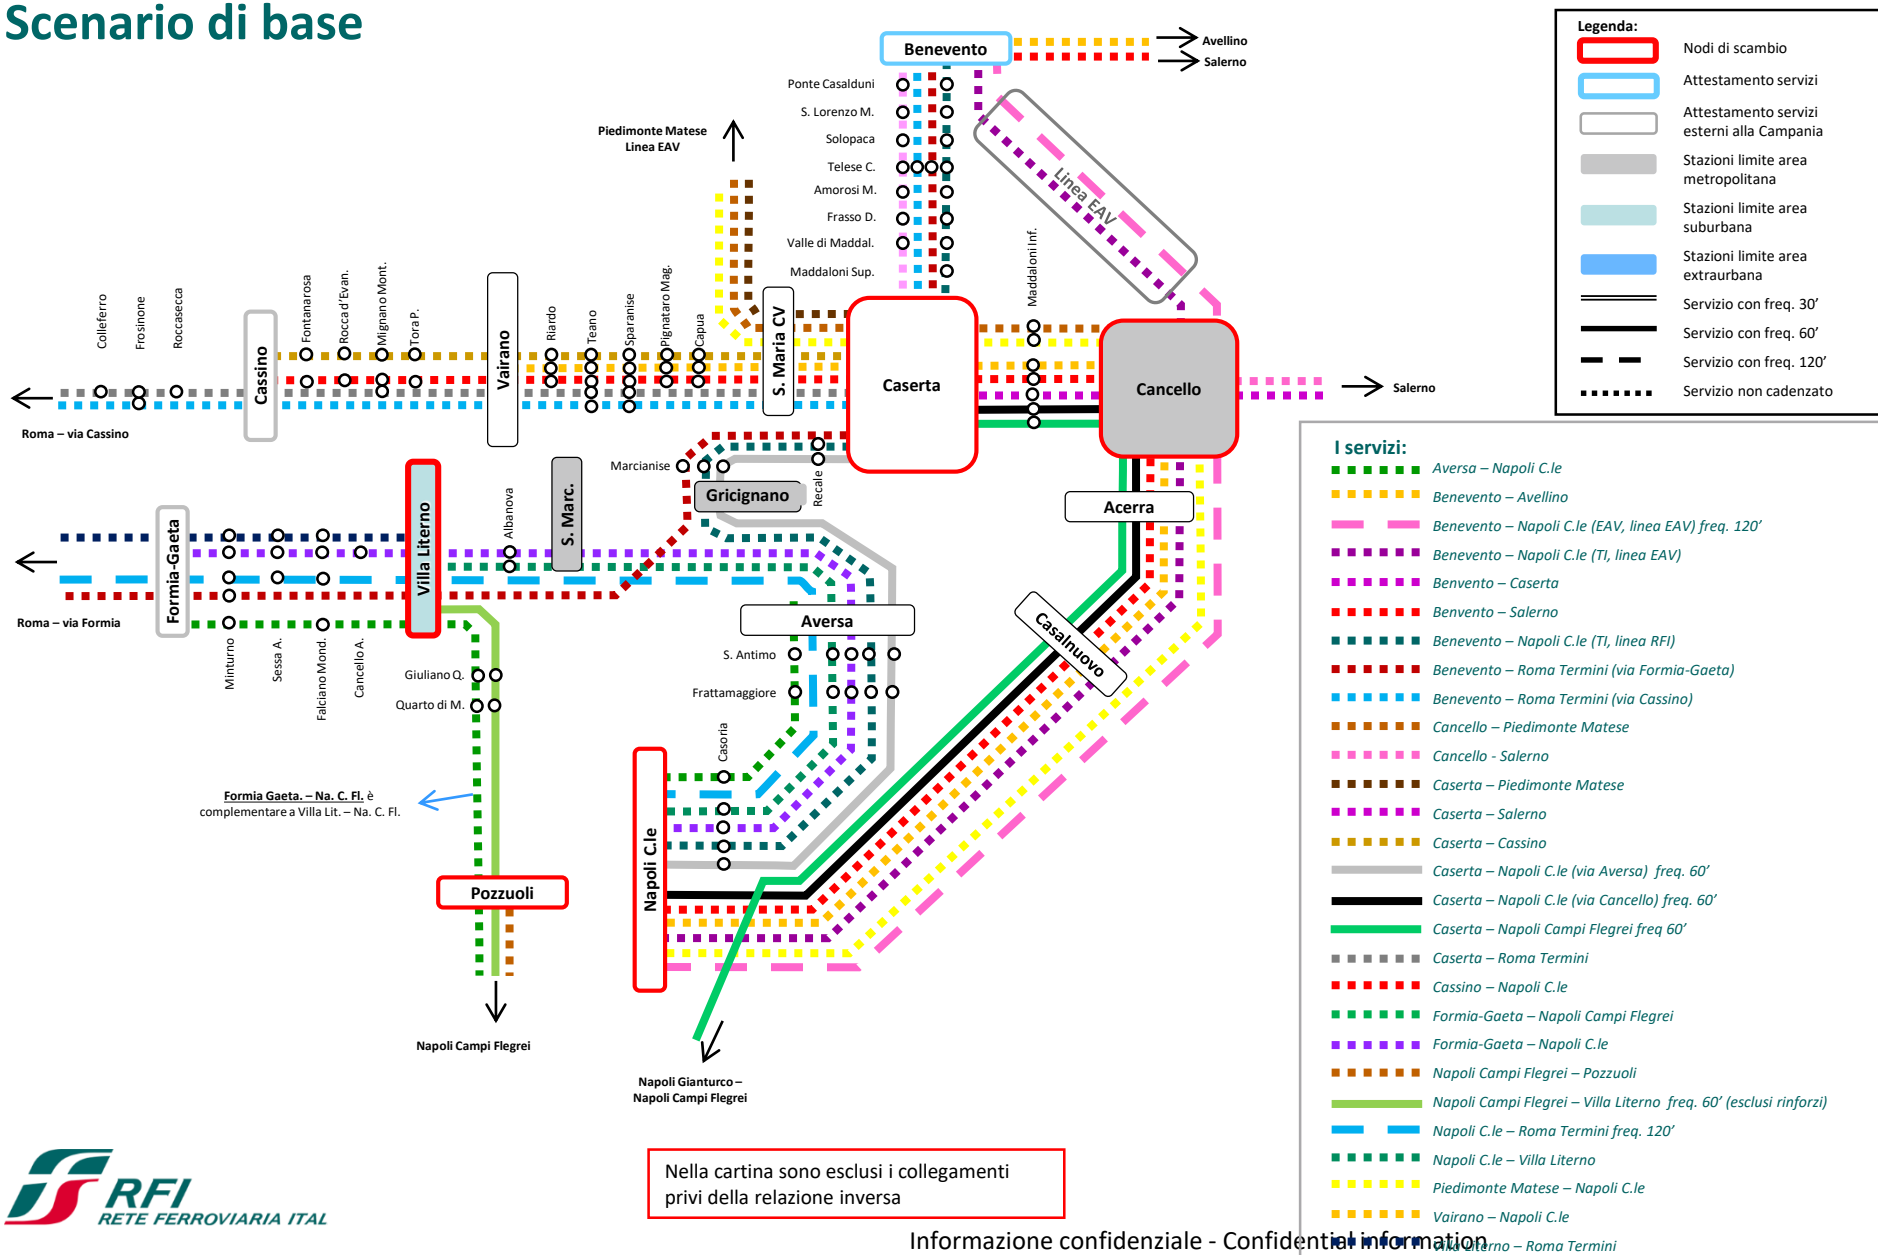 Scenario di base
Benevento
Avellino
Salerno
Ponte Casalduni
S. Lorenzo M.
Solopaca
Telese C.
Amorosi M.
Frasso D.
Valle di Maddal.
Maddaloni Sup.
Piedimonte Matese
Linea EAV
Linea EAV
Maddaloni Inf.
Colleferro
Frosinone
Roccasecca
Cassino
Fontanarosa
Rocca d'Evan.
Mignano Mont.
Tora P.
Vairano
Riardo
Teano
Sparanise
Pignataro Mag.
Capua
S. Maria CV
Caserta
Cancello
Salerno
Roma – via Cassino
Marcianise
Gricignano
Recale
Acerra
Formia-Gaeta
Villa Literno
Albanova
S. Marc.
Roma – via Formia
Minturno
Sessa A.
Falciano Mond.
Cancello A.
Giuliano Q.
Quarto di M.
Aversa
S. Antimo
Frattamaggiore
Casoria
Casalnuovo
Napoli C.le
Formia Gaeta. – Na. C. Fl. è
complementare a Villa Lit. – Na. C. Fl.
Pozzuoli
Napoli Campi Flegrei
Napoli Gianturco –
Napoli Campi Flegrei
Legenda:
Nodi di scambio
Attestamento servizi
Attestamento servizi
esterni alla Campania
Stazioni limite area
metropolitana
Stazioni limite area
suburbana
Stazioni limite area
extraurbana
Servizio con freq. 30'
Servizio con freq. 60'
Servizio con freq. 120'
Servizio non cadenzato
I servizi:
Aversa – Napoli C.le
Benevento – Avellino
Benevento – Napoli C.le (EAV, linea EAV) freq. 120'
Benevento – Napoli C.le (TI, linea EAV)
Benvento – Caserta
Benvento – Salerno
Benevento – Napoli C.le (TI, linea RFI)
Benevento – Roma Termini (via Formia-Gaeta)
Benevento – Roma Termini (via Cassino)
Cancello – Piedimonte Matese
Cancello - Salerno
Caserta – Piedimonte Matese
Caserta – Salerno
Caserta – Cassino
Caserta – Napoli C.le (via Aversa) freq. 60'
Caserta – Napoli C.le (via Cancello) freq. 60'
Caserta – Napoli Campi Flegrei freq 60'
Caserta – Roma Termini
Cassino – Napoli C.le
Formia-Gaeta – Napoli Campi Flegrei
Formia-Gaeta – Napoli C.le
Napoli Campi Flegrei – Pozzuoli
Napoli Campi Flegrei – Villa Literno freq. 60' (esclusi rinforzi)
Napoli C.le – Roma Termini freq. 120'
Napoli C.le – Villa Literno
Piedimonte Matese – Napoli C.le
Vairano – Napoli C.le
Villa Literno – Roma Termini
Nella cartina sono esclusi i collegamenti
privi della relazione inversa
RFI
RETE FERROVIARIA ITAL
Informazione confidenziale - Confidential information